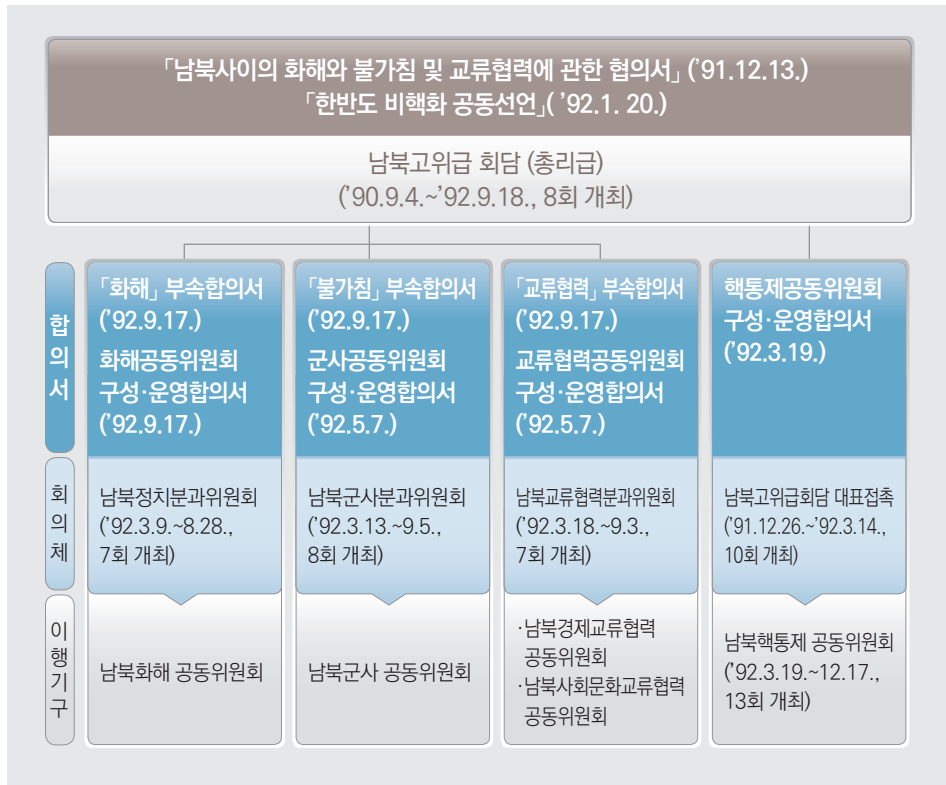 「남북사이의 화해와 불가침 및 교류협력에 관한 협의서」 ('91.12.13.)
「한반도 비핵화 공동선언」( '92.1. 20.)
남북고위급 회담 (총리급)
('90.9.4.~'92.9.18., 8회 개최)
합의서
「화해」 부속합의서
('92.9.17.)
화해공동위원회
구성·운영합의서
('92.9.17.)
「불가침」 부속합의서
('92.9.17.)
군사공동위원회
구성·운영합의서
('92.5.7.)
「교류협력」 부속합의서
('92.9.17.)
교류협력공동위원회
구성·운영합의서
('92.5.7.)
핵통제공동위원회
구성·운영합의서
('92.3.19.)
회의체
남북정치분과위원회
('92.3.9.~8.28.,
7회 개최)
남북군사분과위원회
('92.3.13.~9.5.,
8회 개최)
남북교류협력분과위원회
('92.3.18.~9.3.,
7회 개최)
남북고위급회담 대표접촉
('91.12.26.~'92.3.14.,
10회 개최)
이행기구
남북화해 공동위원회
남북군사 공동위원회
·남북경제교류협력
공동위원회
·남북사회문화교류협력
공동위원회
남북핵통제 공동위원회
('92.3.19.~12.17.,
13회 개최)